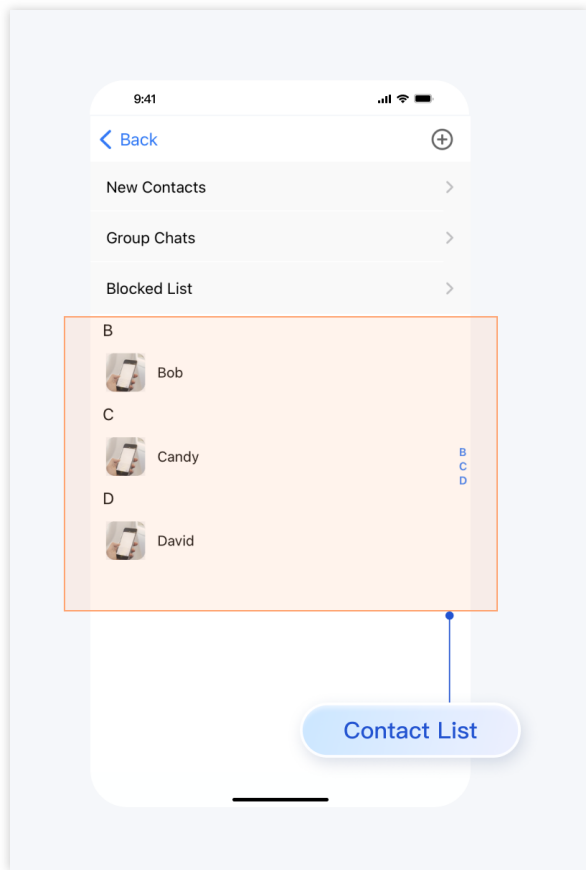 9:41
Back
New Contacts
Group Chats
Blocked List
B
Bob
C
Candy
D
David
B
C
D
Contact List